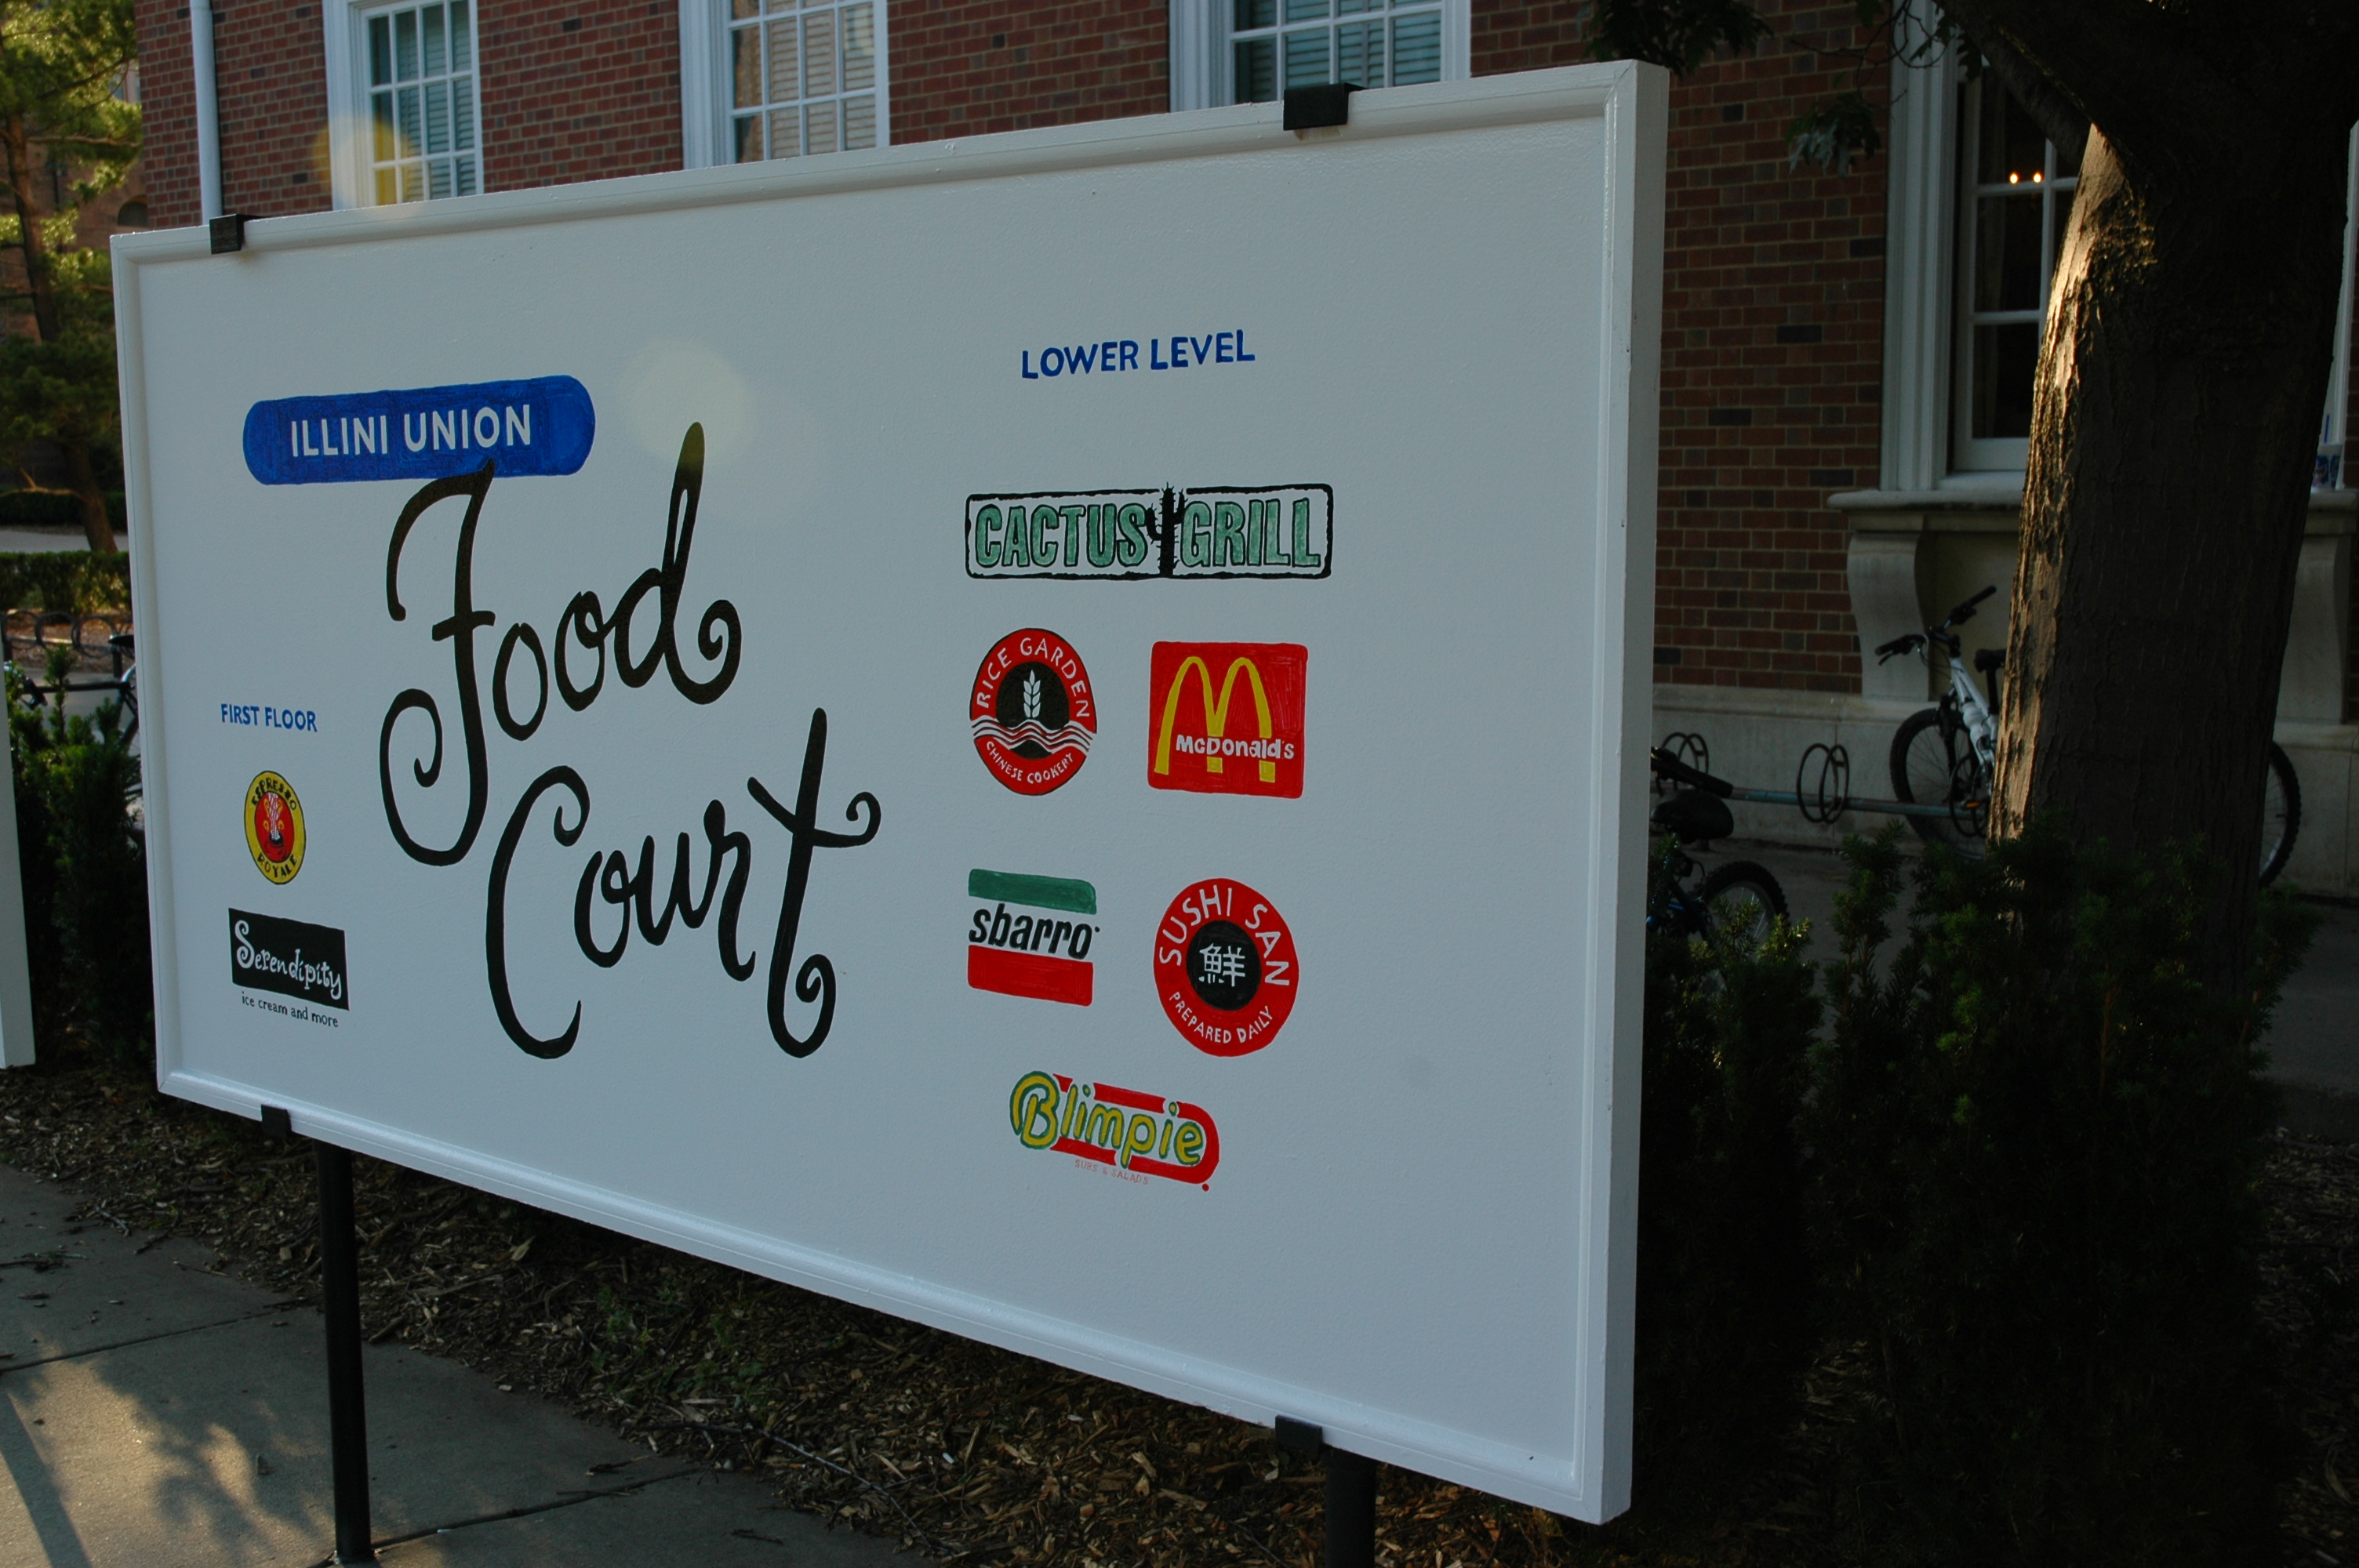 ILLINI UNION
Food
Court
FIRST FLOOR
ESPRESSO
ROYALE
Serendipity
ice cream and more
LOWER LEVEL
CACTUS GRILL
RICE GARDEN
CHINESE COOKERY
McDonald's
sbarro
SUSHI SAN
鮮
PREPARED DAILY
Blimpie
SUBS & SALADS